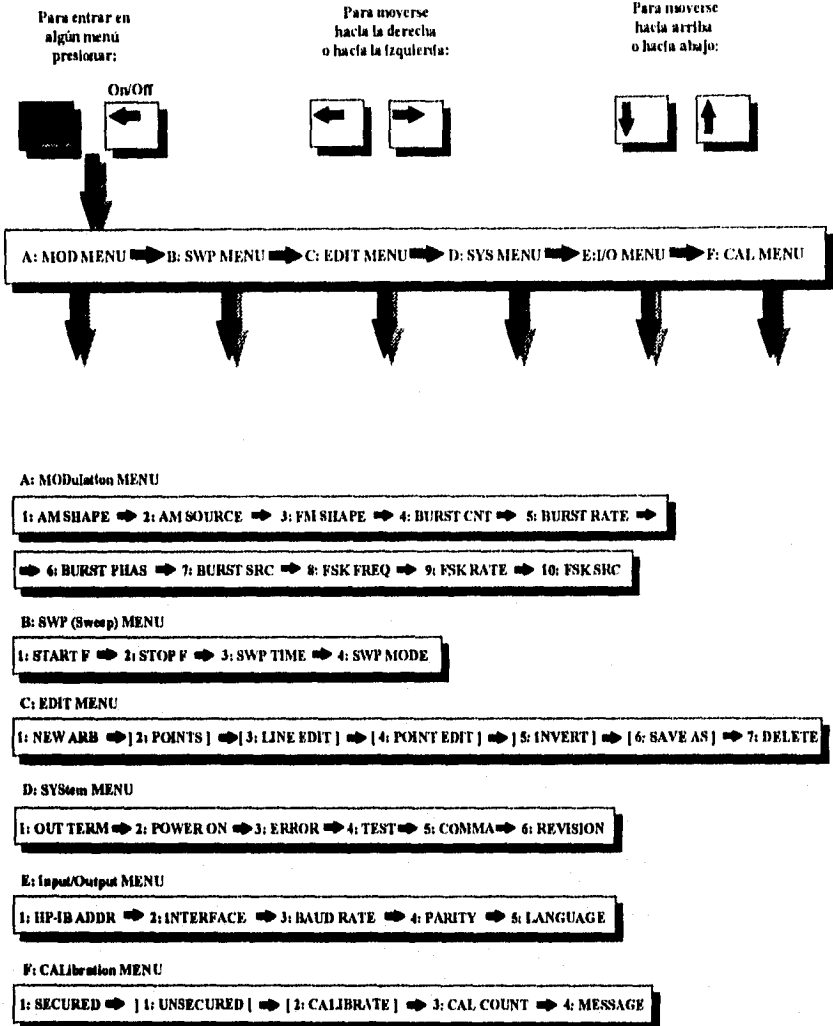 Para entrar en
algún menú
presionar:
Para moverse
hacia la derecha
o hacia la izquierda:
Para moverse
hacia arriba
o hacia abajo:
On/Off
A: MOD MENU ➡ B: SWP MENU ➡ C: EDIT MENU ➡ D: SYS MENU ➡ E:I/O MENU ➡ F: CAL MENU
A: MODulation MENU
1: AM SHAPE ➡ 2: AM SOURCE ➡ 3: FM SHAPE ➡ 4: BURST CNT ➡ 5: BURST RATE ➡
➡ 6: BURST PHAS ➡ 7: BURST SRC ➡ 8: FSK FREQ ➡ 9: FSK RATE ➡ 10: FSK SRC
B: SWP (Sweep) MENU
1: START F ➡ 2: STOP F ➡ 3: SWP TIME ➡ 4: SWP MODE
C: EDIT MENU
1: NEW ARB ➡ ] 2: POINTS ] ➡ [ 3: LINE EDIT ] ➡ [ 4: POINT EDIT ] ➡ ] 5: INVERT ] ➡ [ 6: SAVE AS ] ➡ 7: DELETE
D: SYStem MENU
1: OUT TERM ➡ 2: POWER ON ➡ 3: ERROR ➡ 4: TEST ➡ 5: COMMA ➡ 6: REVISION
E: Input/Output MENU
1: HP-IB ADDR ➡ 2: INTERFACE ➡ 3: BAUD RATE ➡ 4: PARITY ➡ 5: LANGUAGE
F: CALibration MENU
1: SECURED ➡ ] 1: UNSECURED [ ➡ [ 2: CALIBRATE ] ➡ 3: CAL COUNT ➡ 4: MESSAGE